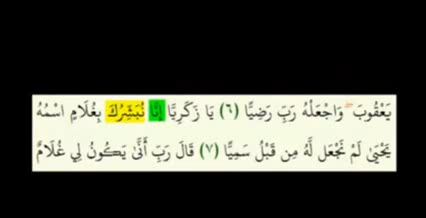 يَعْقُوبَ ۖ وَاجْعَلْهُ رَبِّ رَضِيًّا (٦) يَا زَكَرِيَّا إِنَّا نُبَشِّرُكَ بِغُلَامٍ اسْمُهُ
يَحْيَىٰ لَمْ نَجْعَل لَّهُ مِن قَبْلُ سَمِيًّا (٧) قَالَ رَبِّ أَنَّىٰ يَكُونُ لِي غُلَامٌ